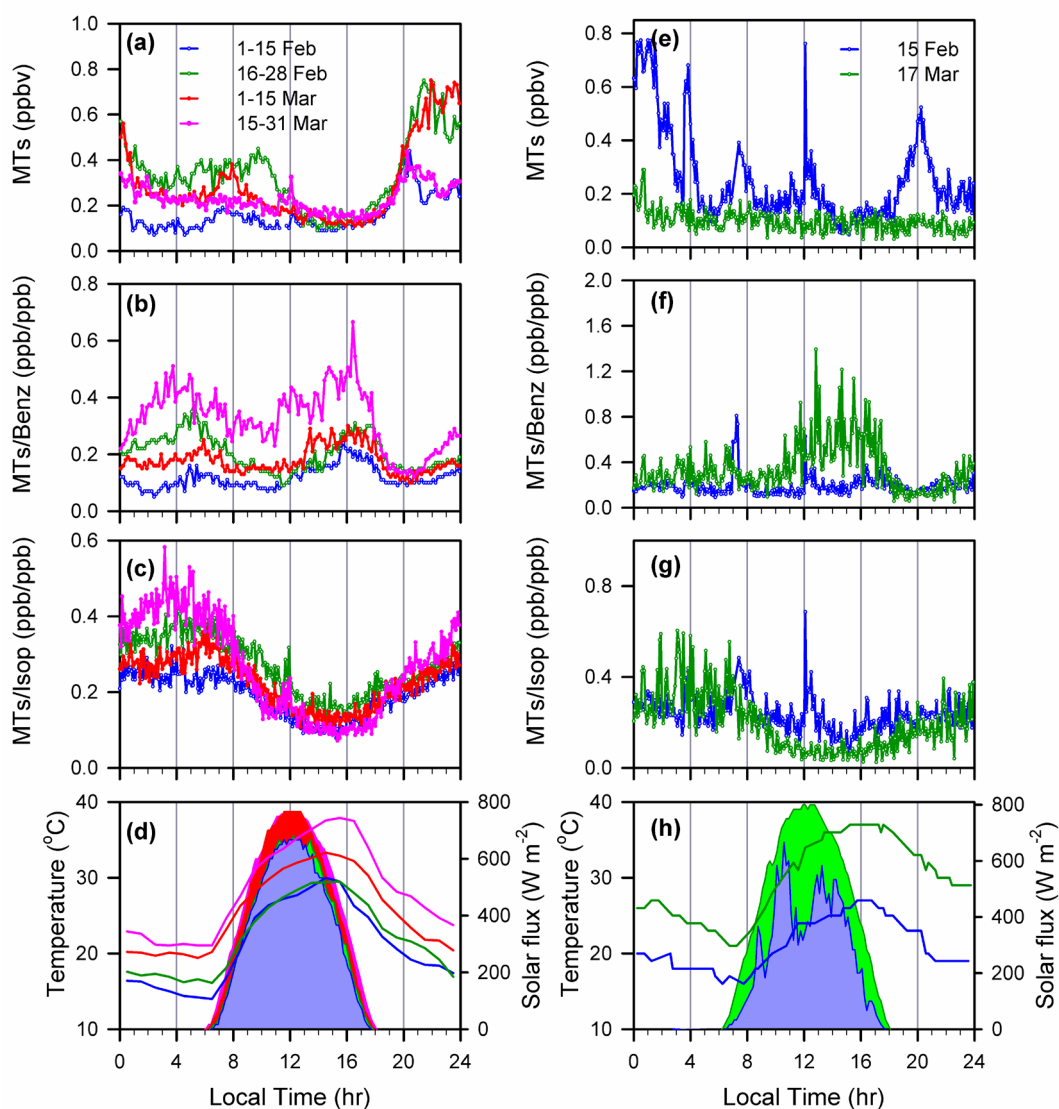 (a)
1-15 Feb
16-28 Feb
1-15 Mar
15-31 Mar
MTs (ppbv)
1.0
0.8
0.6
0.4
0.2
0.0
(e)
15 Feb
17 Mar
MTs (ppbv)
0.8
0.6
0.4
0.2
0.0
(b)
MTs/Benz (ppb/ppb)
0.8
0.6
0.4
0.2
0.0
(f)
MTs/Benz (ppb/ppb)
2.0
1.6
1.2
0.8
0.4
0.0
(c)
MTs/Isop (ppb/ppb)
0.6
0.4
0.2
0.0
(g)
MTs/Isop (ppb/ppb)
0.8
0.4
0.0
(d)
Temperature (°C)
40
30
20
10
Solar flux (W m-2)
800
600
400
200
0
0 4 8 12 16 20 24
Local Time (hr)
(h)
Temperature (°C)
40
30
20
10
Solar flux (W m-2)
800
600
400
200
0
0 4 8 12 16 20 24
Local Time (hr)